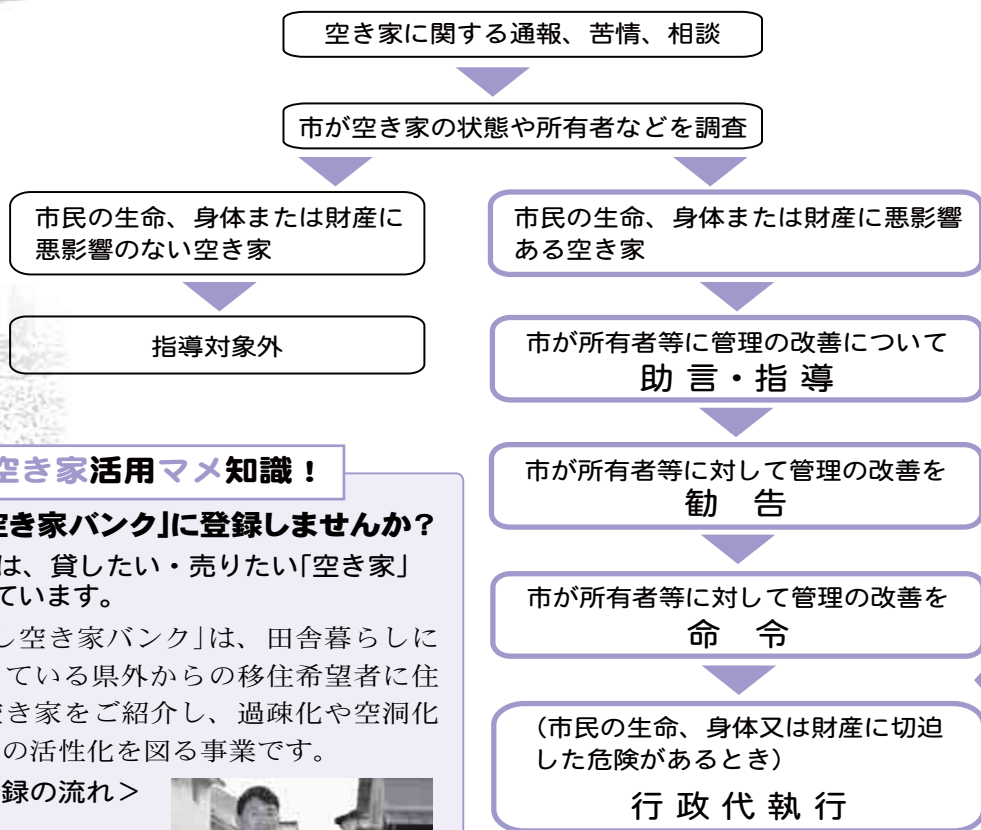 空き家に関する通報、苦情、相談
市が空き家の状態や所有者などを調査
市民の生命、身体または財産に
悪影響のない空き家
指導対象外
市民の生命、身体または財産に悪影響
ある空き家
市が所有者等に管理の改善について
助言・指導
市が所有者等に対して管理の改善を
勧告
市が所有者等に対して管理の改善を
命令
（市民の生命、身体又は財産に切迫
した危険があるとき）
行政代執行
空き家活用マメ知識！
空き家バンク」に登録しませんか？
は、貸したい・売りたい「空き家」
ています。
し空き家バンク」は、田舎暮らしに
ている県外からの移住希望者に住
空き家をご紹介し、過疎化や空洞化
の活性化を図る事業です。
録の流れ＞